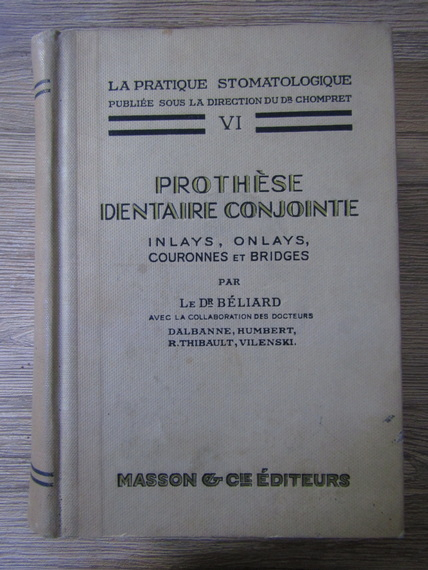 LA PRATIQUE STOMATOLOGIQUE
PUBLIÉE SOUS LA DIRECTION DU DR CHOMPRET
VI
PROTHÈSE
DENTAIRE CONJOINTE
INLAYS, ONLAYS,
COURONNES ET BRIDGES
PAR
LE DR BÉLIARD
AVEC LA COLLABORATION DES DOCTEURS
DALBANNE, HUMBERT,
R. THIBAULT, VILENSKI.
MASSON & CIE ÉDITEURS